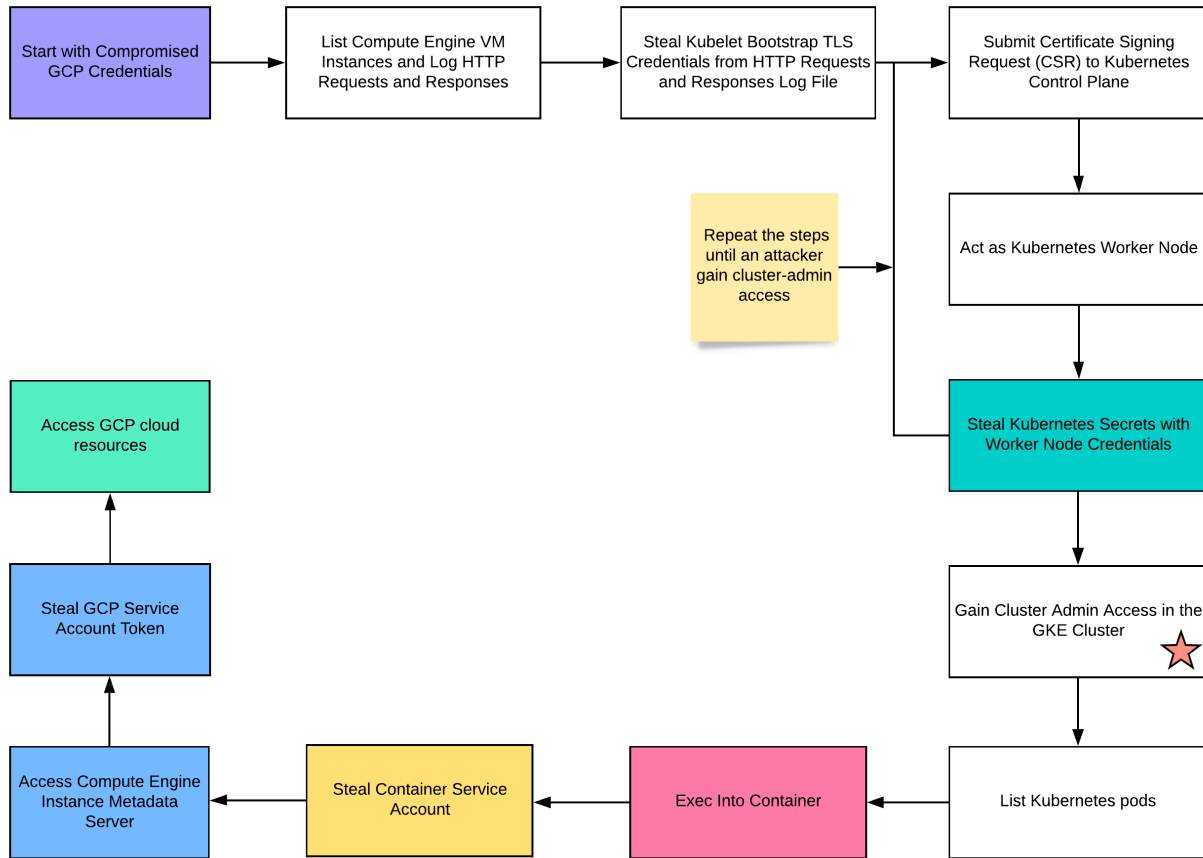 Start with Compromised
GCP Credentials
List Compute Engine VM
Instances and Log HTTP
Requests and Responses
Steal Kubelet Bootstrap TLS
Credentials from HTTP Requests
and Responses Log File
Submit Certificate Signing
Request (CSR) to Kubernetes
Control Plane
Act as Kubernetes Worker Node
Repeat the steps
until an attacker
gain cluster-admin
access
Steal Kubernetes Secrets with
Worker Node Credentials
Gain Cluster Admin Access in the
GKE Cluster
List Kubernetes pods
Exec Into Container
Steal Container Service
Account
Access Compute Engine
Instance Metadata
Server
Steal GCP Service
Account Token
Access GCP cloud
resources